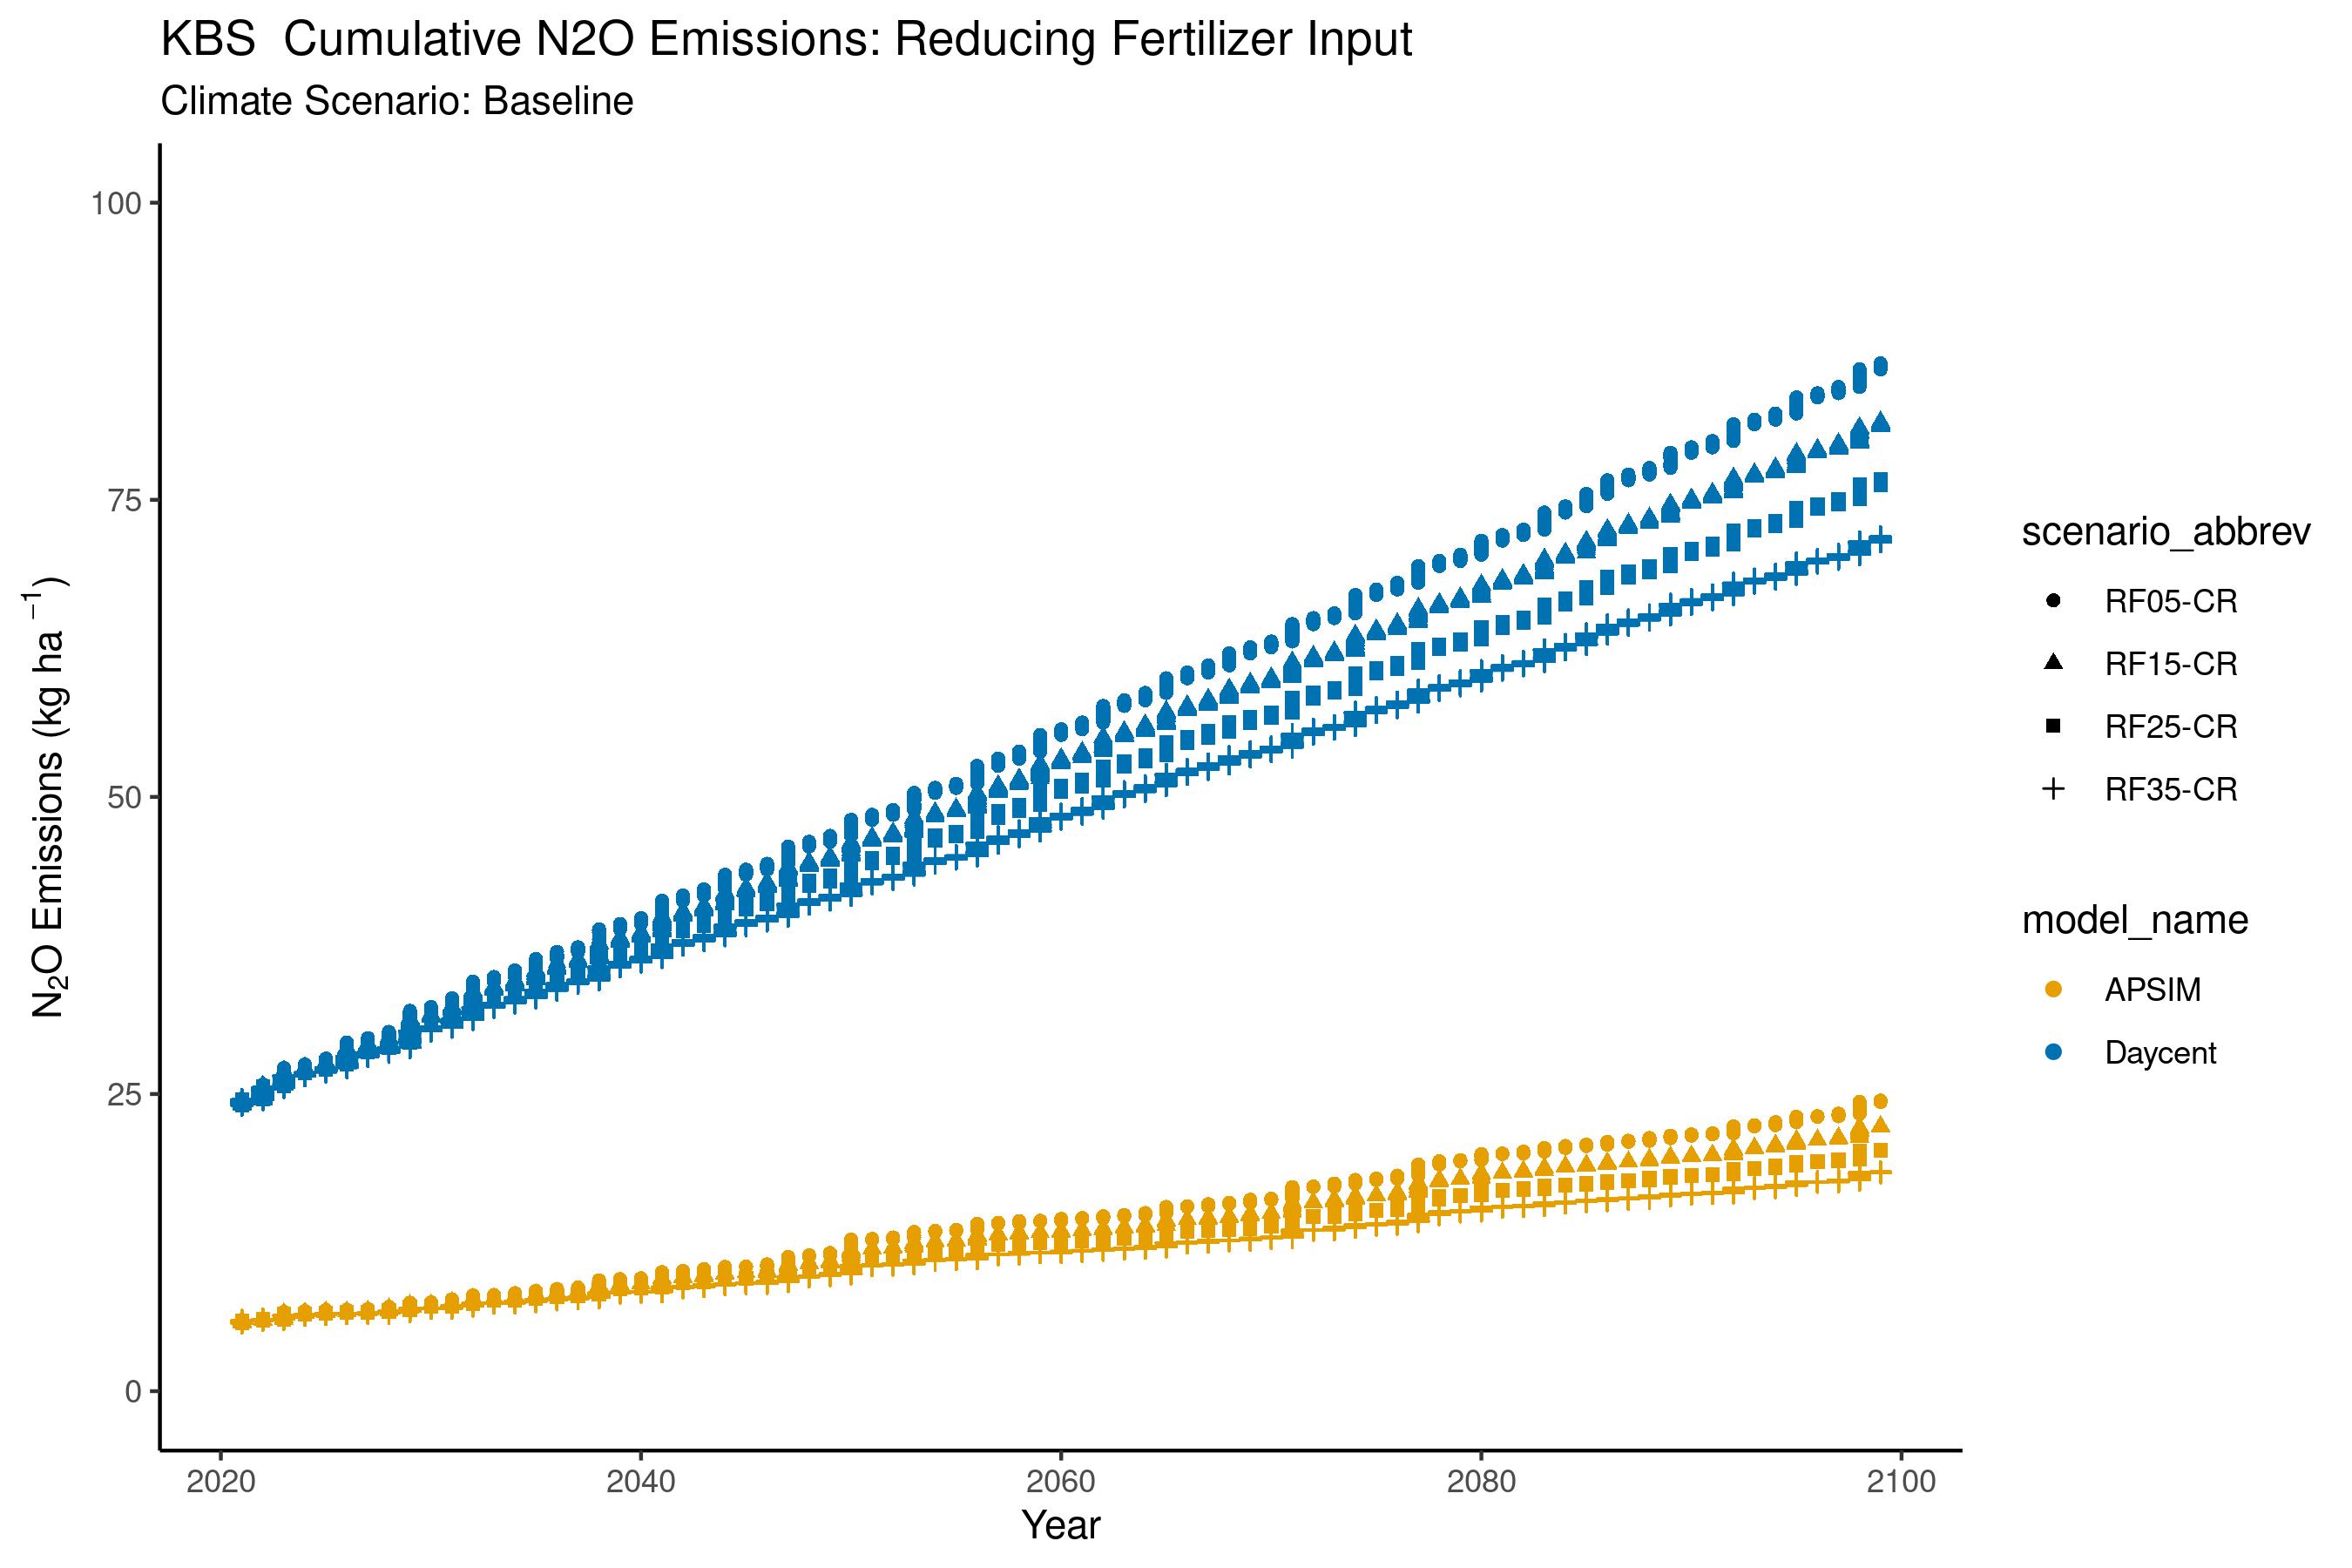 KBS  Cumulative N2O Emissions: Reducing Fertilizer Input
Climate Scenario: Baseline
N₂O Emissions (kg ha ⁻¹)
100
75
50
25
0
2020 2040 2060 2080 2100
Year
scenario_abbrev
RF05-CR
RF15-CR
RF25-CR
RF35-CR
model_name
APSIM
Daycent